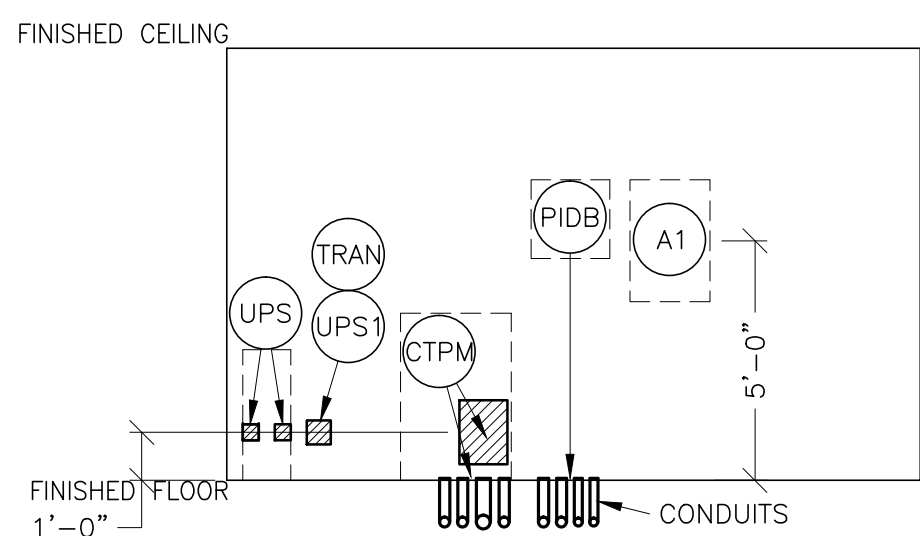 FINISHED CEILING
PIDB
A1
TRAN
UPS
UPS1
CTPM
5'-0"
FINISHED FLOOR
1'-0"
CONDUITS